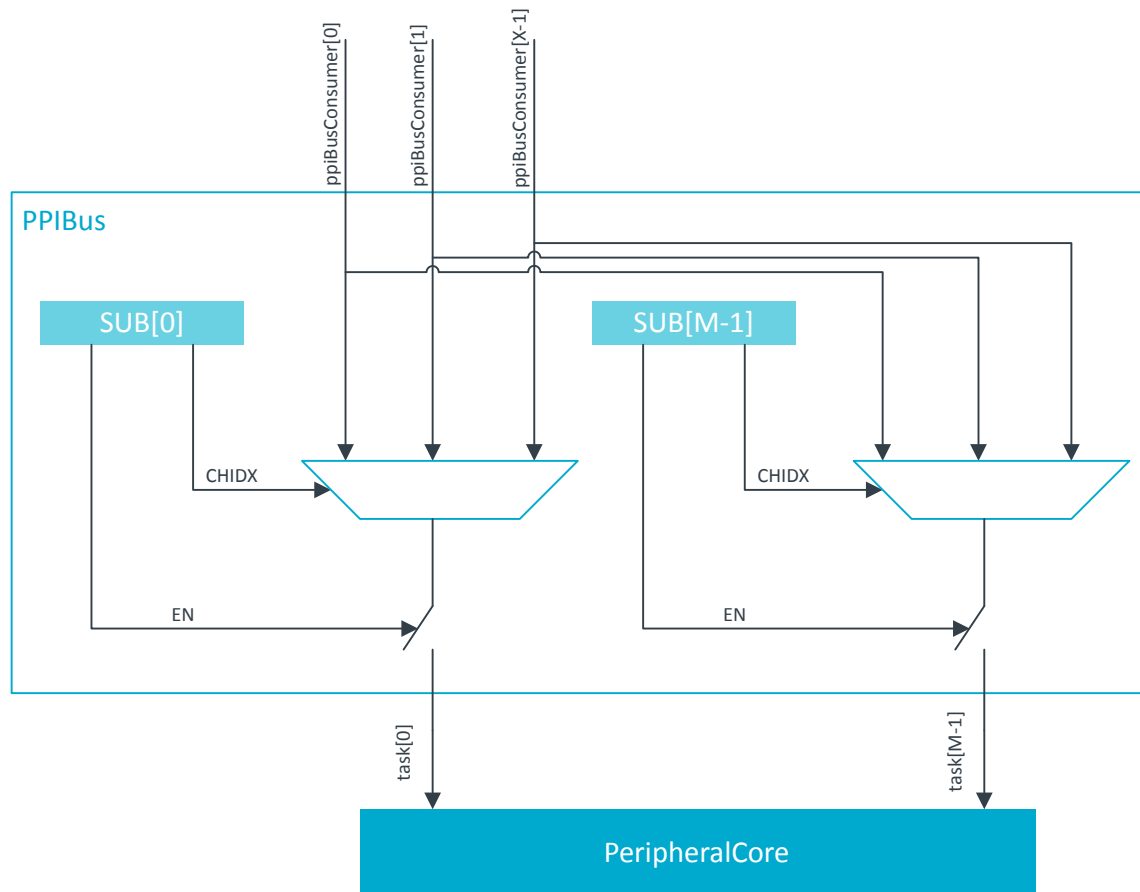 ppiBusConsumer[0]
ppiBusConsumer[1]
ppiBusConsumer[X-1]
PPIBus
SUB[0]
SUB[M-1]
CHIDX
CHIDX
EN
EN
task[0]
task[M-1]
PeripheralCore